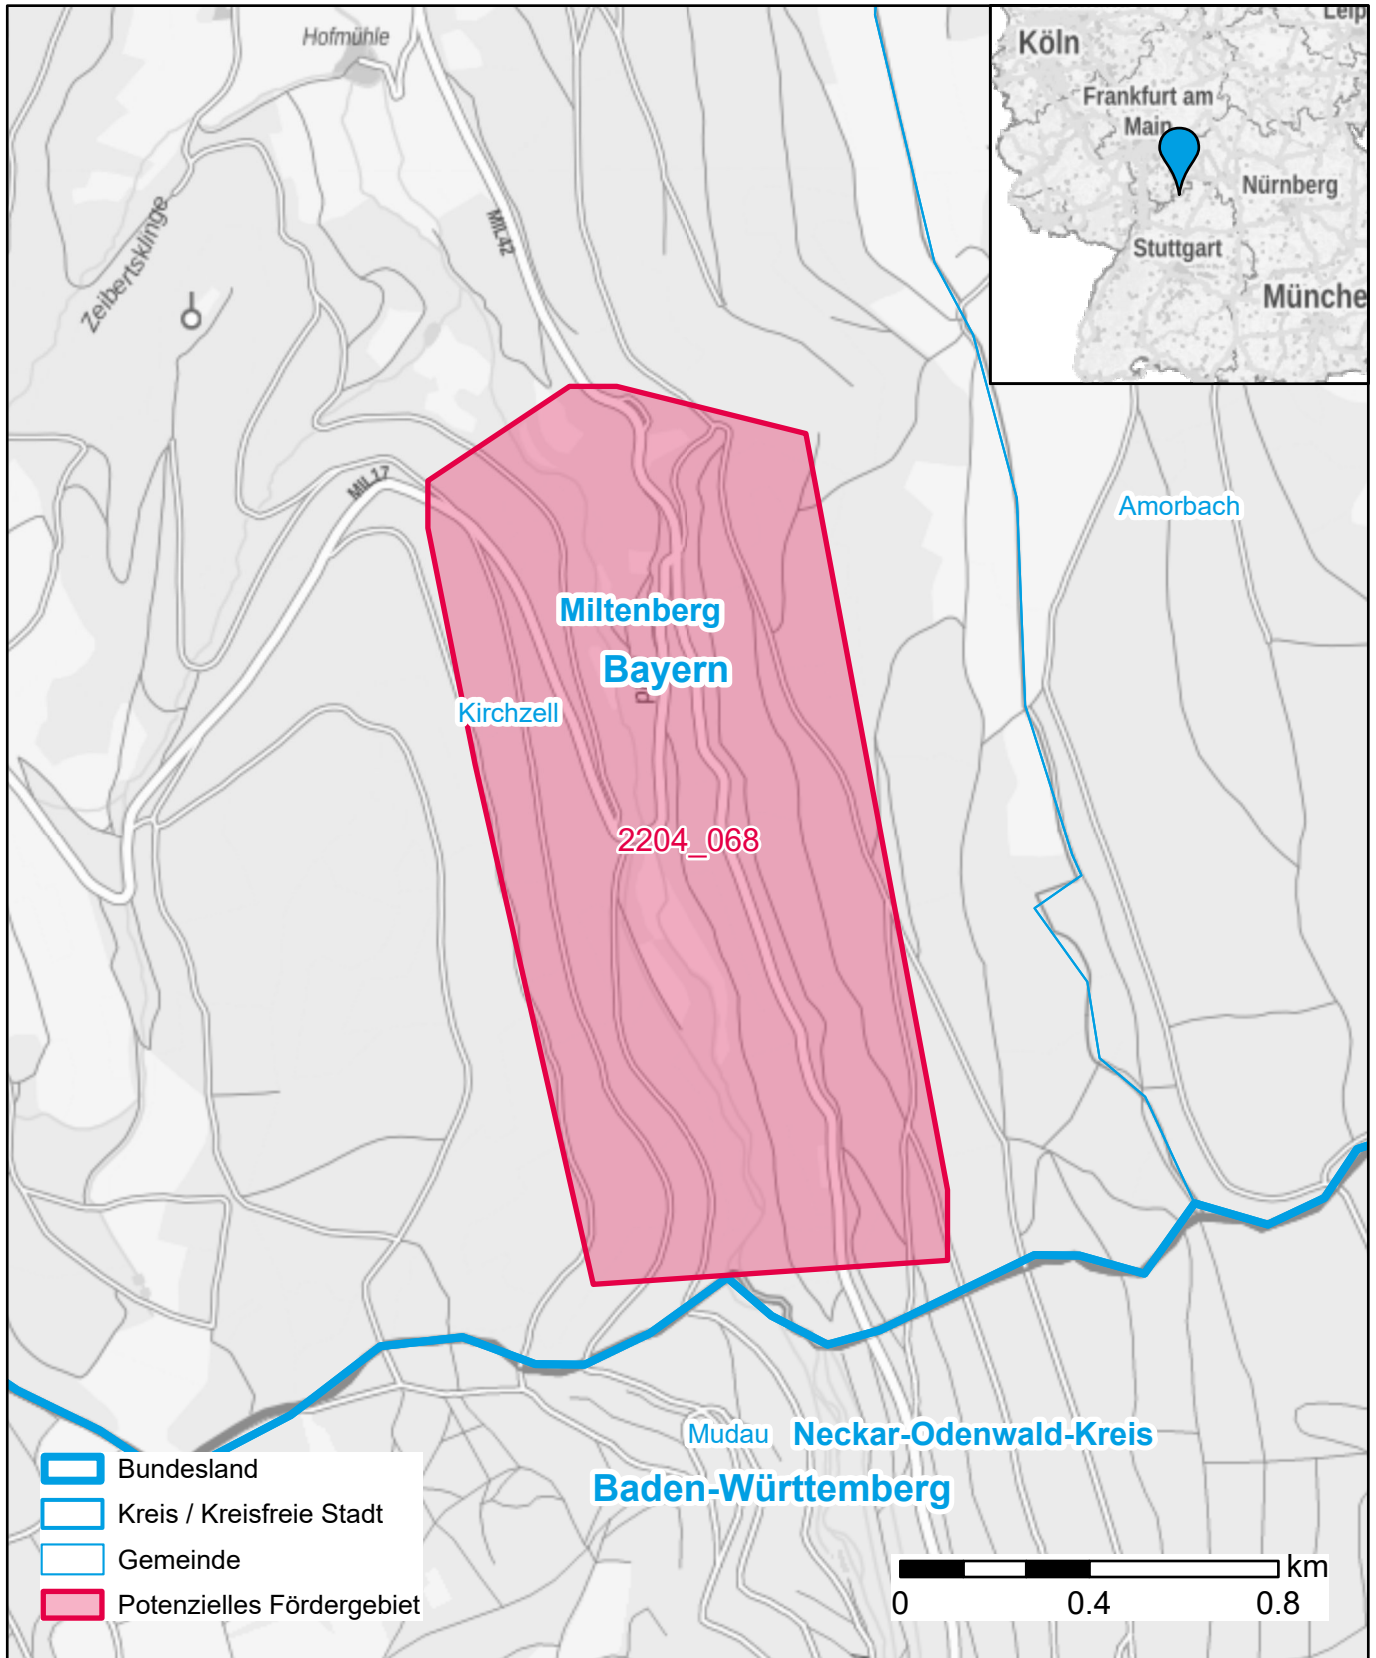 Hofmühle
Leip
Köln
Frankfurt am
Main
Nürnberg
Stuttgart
Münche
Zeibertsklinge
MIL42
MIL17
Amorbach
Miltenberg
Bayern
Kirchzell
2204_068
Mudau
Neckar-Odenwald-Kreis
Baden-Württemberg
Bundesland
Kreis / Kreisfreie Stadt
Gemeinde
Potenzielles Fördergebiet
km
0 0.4 0.8